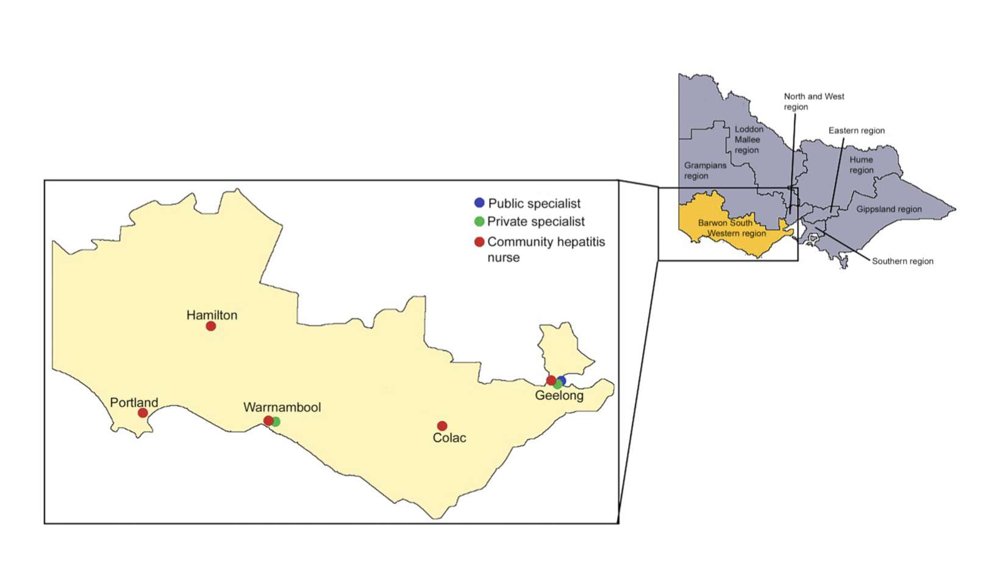 North and West
region
Eastern region
Loddon
Mallee
region
Hume
region
Grampians
region
Gippsland region
Barwon South
Western region
Southern region
Public specialist
Private specialist
Community hepatitis
nurse
Hamilton
Geelong
Portland
Warrnambool
Colac